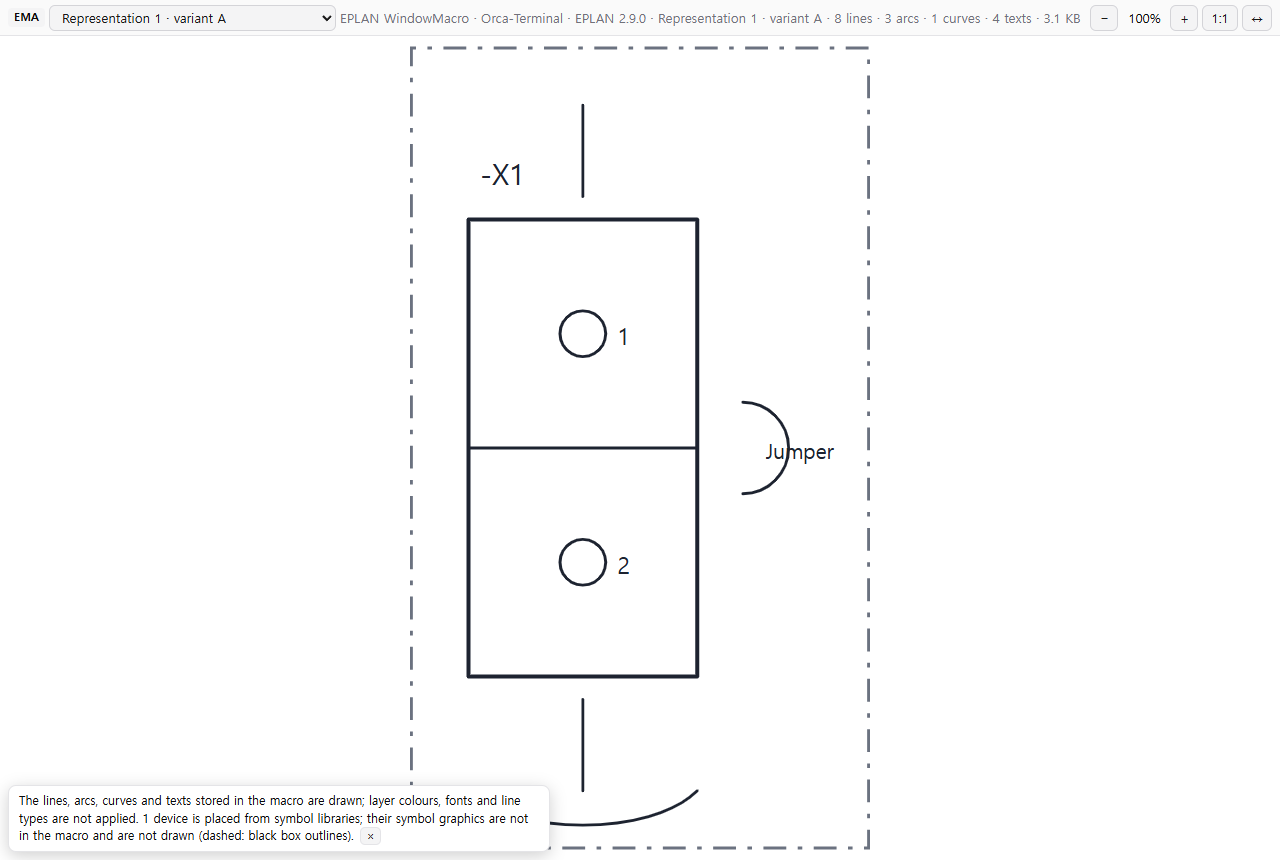 EMA Representation 1 · variant A EPLAN WindowMacro · Orca-Terminal · EPLAN 2.9.0 · Representation 1 · variant A · 8 lines · 3 arcs · 1 curves · 4 texts · 3.1 KB − 100% + 1:1 ↔
-X1
1
Jumper
2
The lines, arcs, curves and texts stored in the macro are drawn; layer colours, fonts and line
types are not applied. 1 device is placed from symbol libraries; their symbol graphics are not
in the macro and are not drawn (dashed: black box outlines). ×